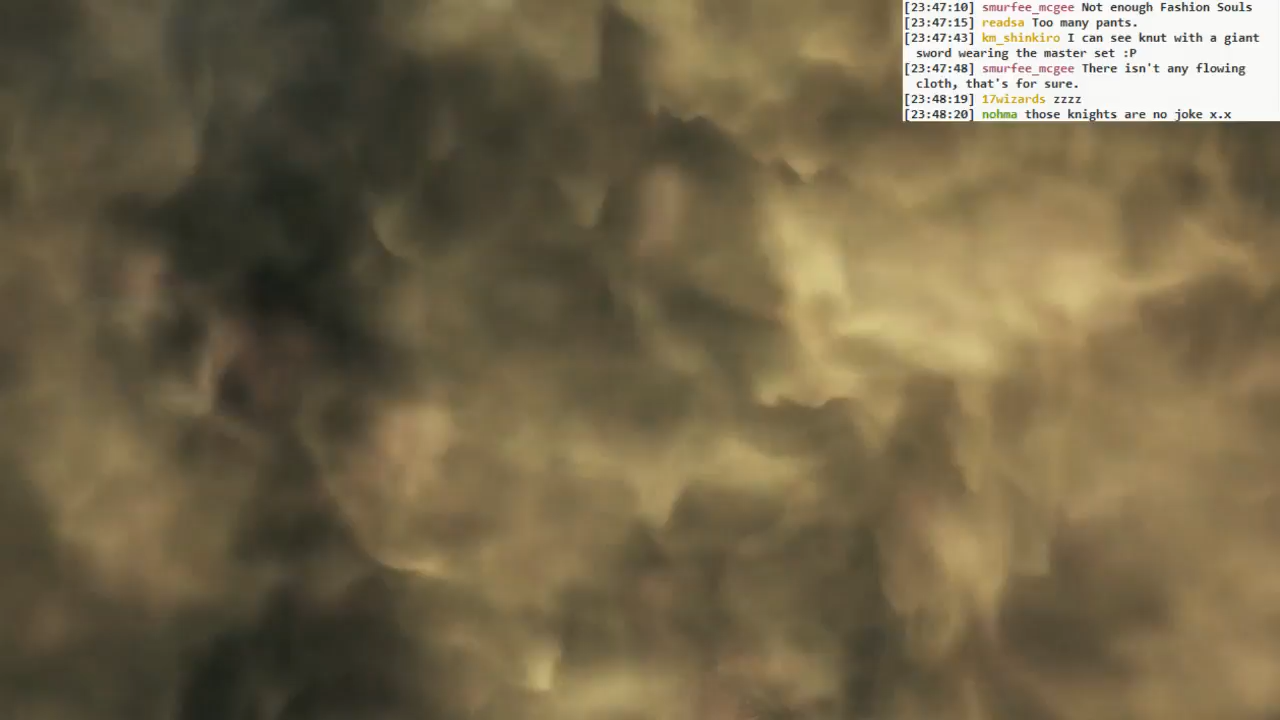 [23:47:10] smurfee_mcgee Not enough Fashion Souls
[23:47:15] readsa Too many pants.
[23:47:43] km_shinkiro I can see knut with a giant
sword wearing the master set :P
[23:47:48] smurfee_mcgee There isn't any flowing
cloth, that's for sure.
[23:48:19] 17wizards zzzz
[23:48:20] nohma those knights are no joke x.x